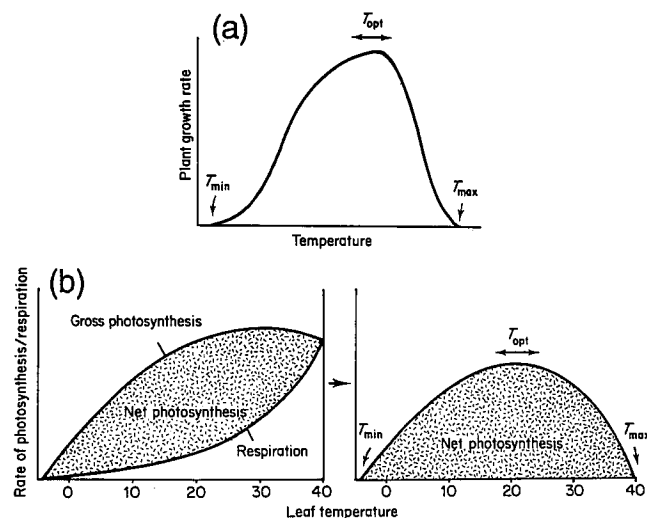 (a)
Topt
Plant growth rate
Tmin
Tmax
Temperature
(b)
Rate of photosynthesis/respiration
Gross photosynthesis
Net photosynthesis
Respiration
0 10 20 30 40
Topt
Tmin
Tmax
Net photosynthesis
0 10 20 30 40
Leaf temperature